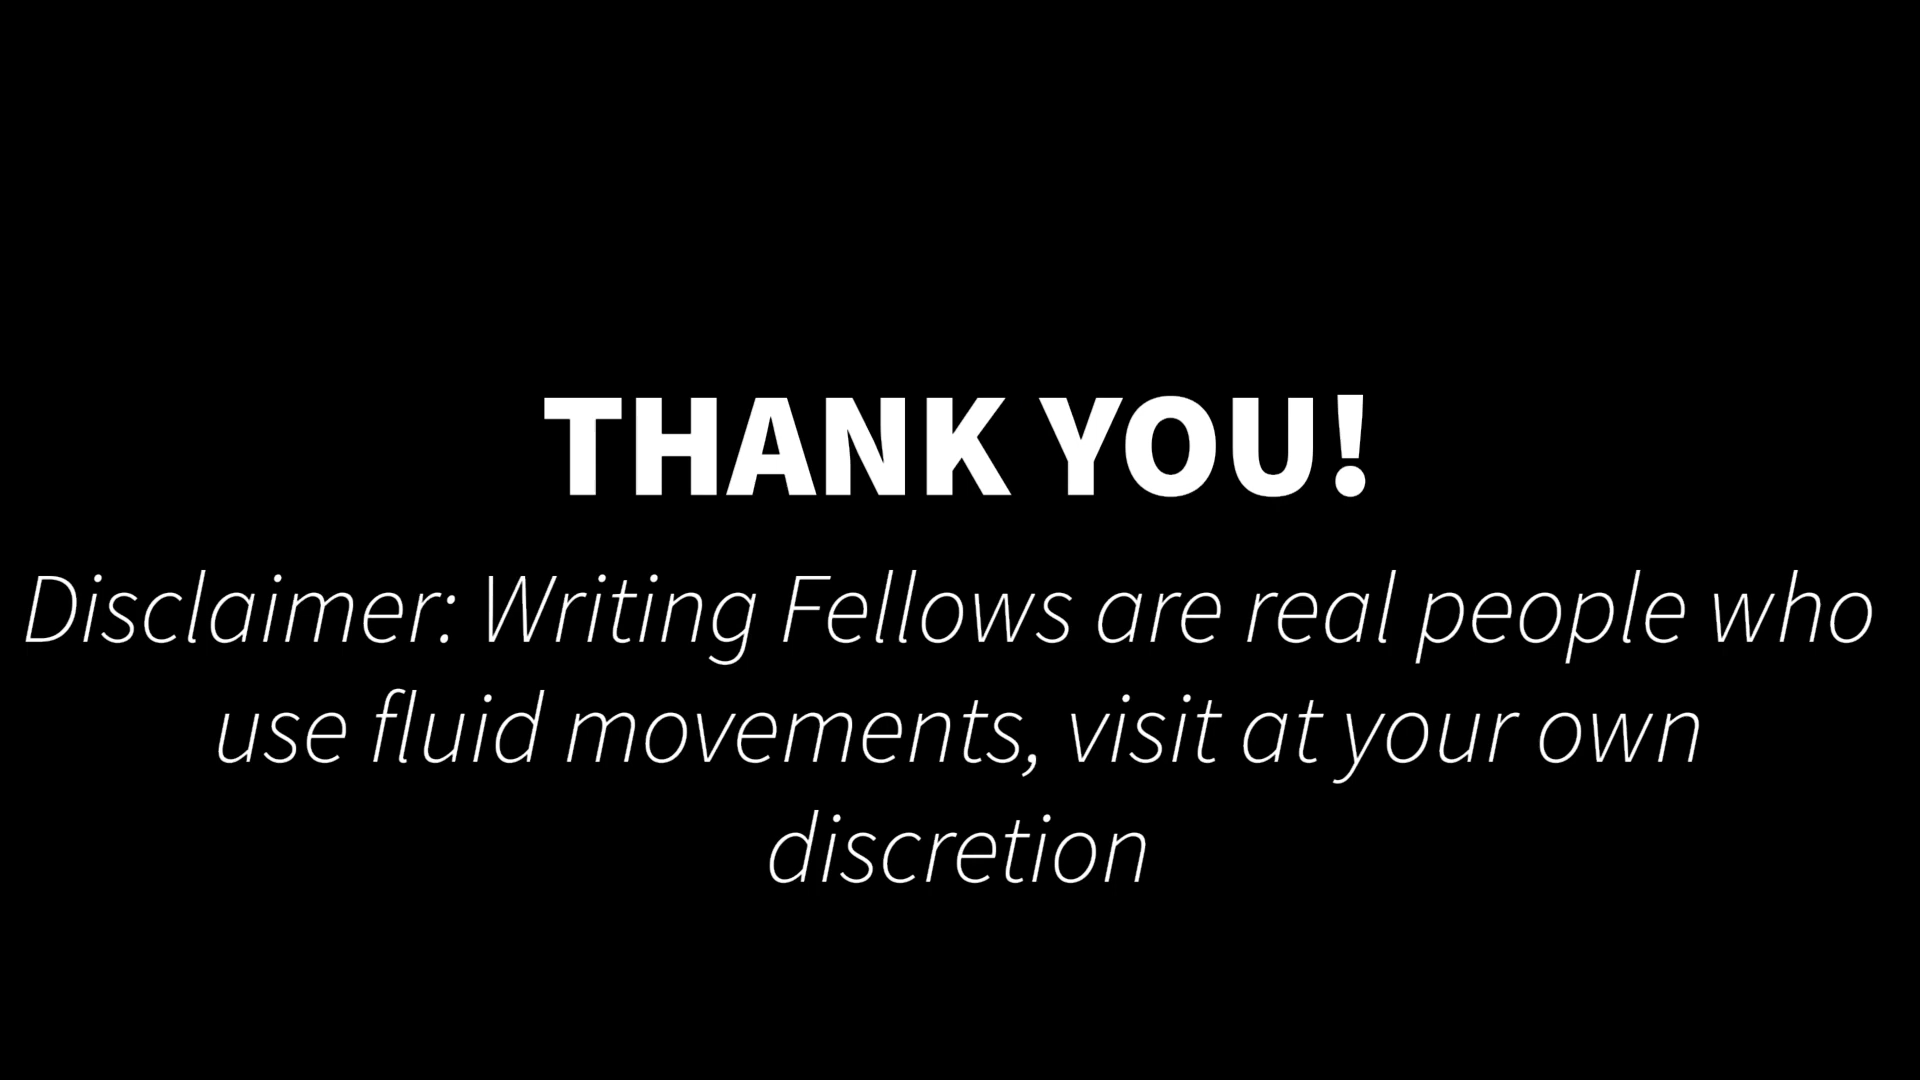 THANK YOU!
Disclaimer: Writing Fellows are real people who
use fluid movements, visit at your own
discretion